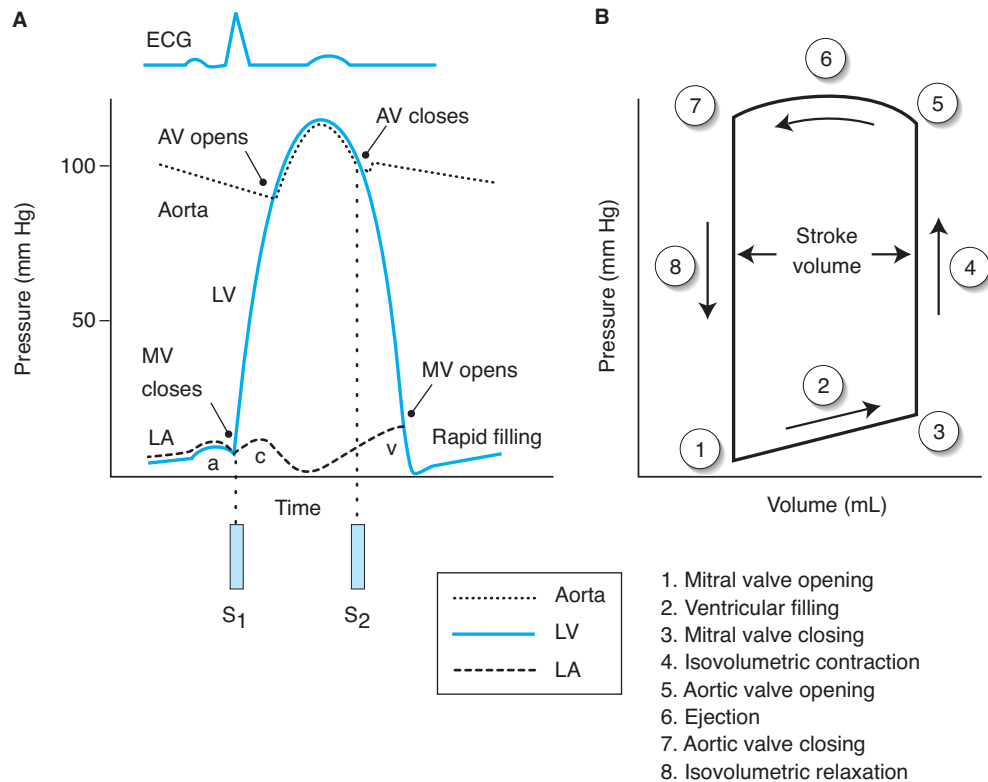 A
ECG
Pressure (mm Hg)
100
50
AV opens
AV closes
Aorta
LV
MV
closes
MV opens
LA
a
c
v
Rapid filling
Time
S1
S2
Aorta
LV
LA
B
Pressure (mm Hg)
6
7
5
Stroke
volume
8
4
2
1
3
Volume (mL)
1. Mitral valve opening
2. Ventricular filling
3. Mitral valve closing
4. Isovolumetric contraction
5. Aortic valve opening
6. Ejection
7. Aortic valve closing
8. Isovolumetric relaxation